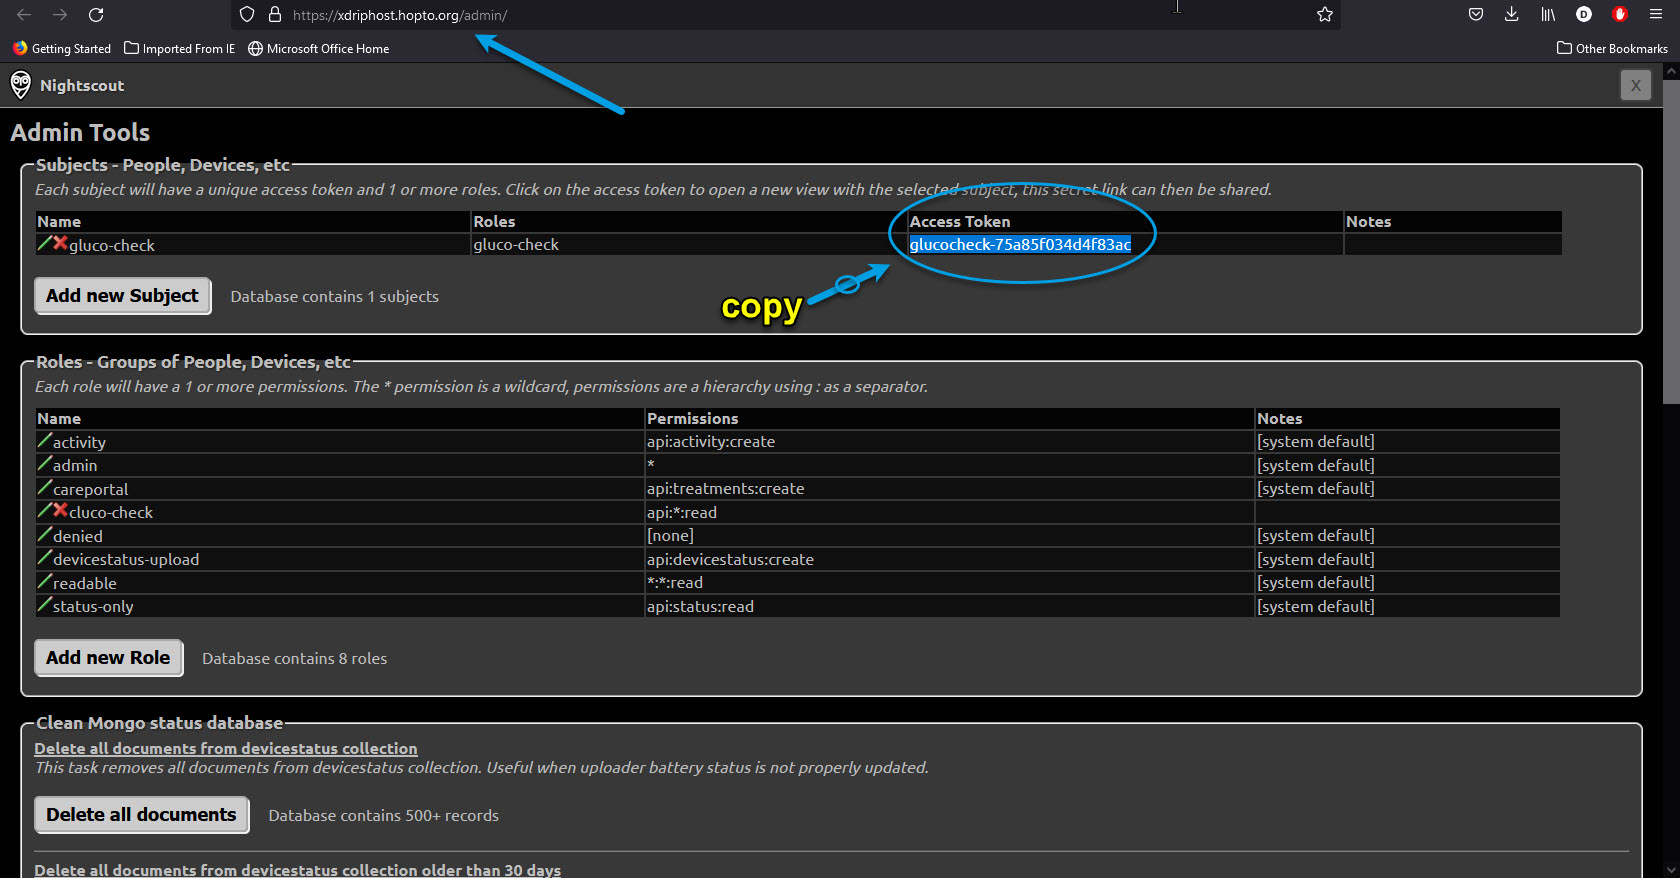 https://xdriphost.hopto.org/admin/
Getting Started Imported From IE Microsoft Office Home Other Bookmarks
Nightscout X
Admin Tools
Subjects - People, Devices, etc
Each subject will have a unique access token and 1 or more roles. Click on the access token to open a new view with the selected subject, this secret link can then be shared.
Name Roles Access Token Notes
gluco-check gluco-check glucocheck-75a85f034d4f83ac
Add new Subject Database contains 1 subjects
copy
Roles - Groups of People, Devices, etc
Each role will have a 1 or more permissions. The * permission is a wildcard, permissions are a hierarchy using : as a separator.
Name Permissions Notes
activity api:activity:create [system default]
admin * [system default]
careportal api:treatments:create [system default]
cluco-check api:*:read
denied [none] [system default]
devicestatus-upload api:devicestatus:create [system default]
readable *:*:read [system default]
status-only api:status:read [system default]
Add new Role Database contains 8 roles
Clean Mongo status database
Delete all documents from devicestatus collection
This task removes all documents from devicestatus collection. Useful when uploader battery status is not properly updated.
Delete all documents Database contains 500+ records
Delete all documents from devicestatus collection older than 30 days